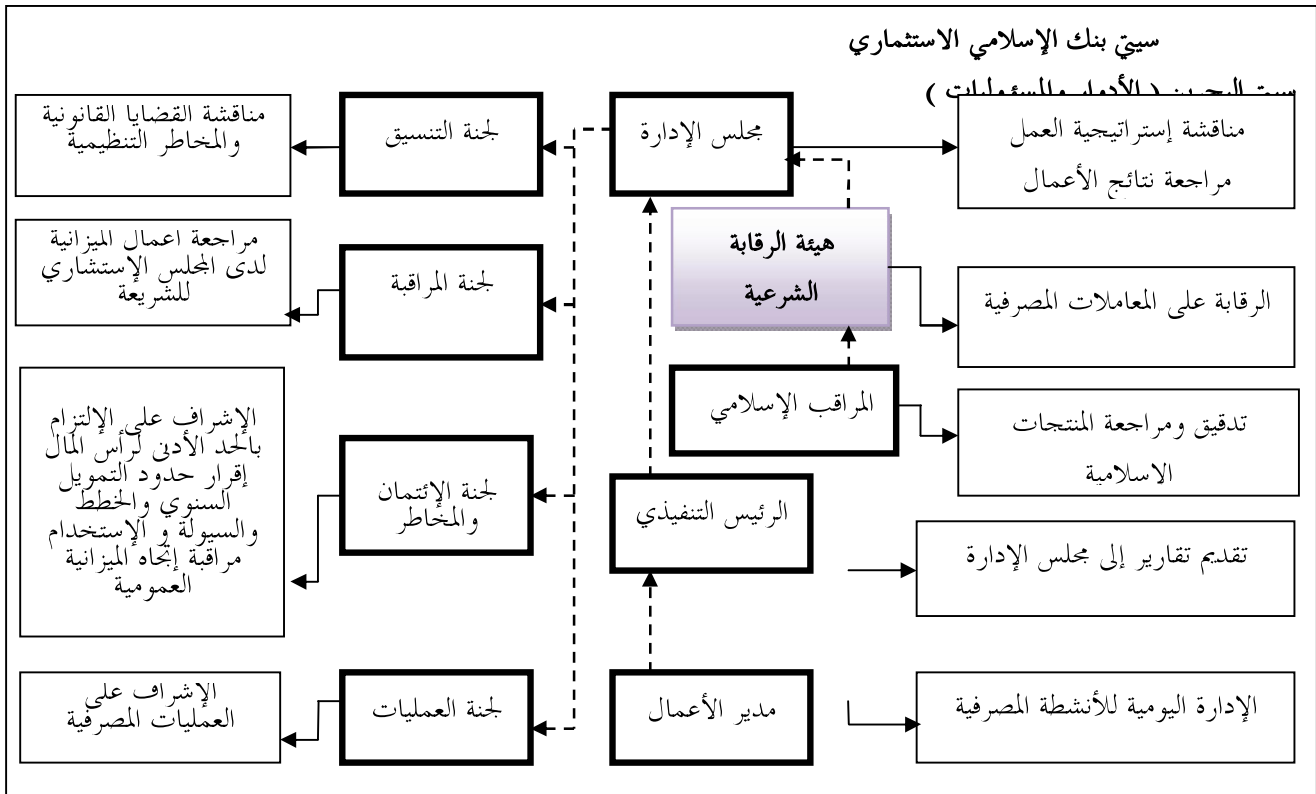 سيتي بنك الإسلامي الاستثماري
سيتي البحرين ( الأدوار والمسؤوليات )
مناقشة إستراتيجية العمل
مراجعة نتائج الأعمال
مجلس الإدارة
لجنة التنسيق
مناقشة القضايا القانونية
والمخاطر التنظيمية
هيئة الرقابة
الشرعية
الرقابة على المعاملات المصرفية
لجنة المراقبة
مراجعة اعمال الميزانية
لدى المجلس الإستشاري
للشريعة
المراقب الإسلامي
تدقيق ومراجعة المنتجات
الاسلامية
لجنة الإئتمان
والمخاطر
الإشراف على الإلتزام
بالحد الأدنى لرأس المال
إقرار حدود التمويل
السنوي والخطط
والسيولة و الإستخدام
مراقبة إتجاه الميزانية
العمومية
الرئيس التنفيذي
تقديم تقارير إلى مجلس الإدارة
مدير الأعمال
الإدارة اليومية للأنشطة المصرفية
لجنة العمليات
الإشراف على
العمليات المصرفية